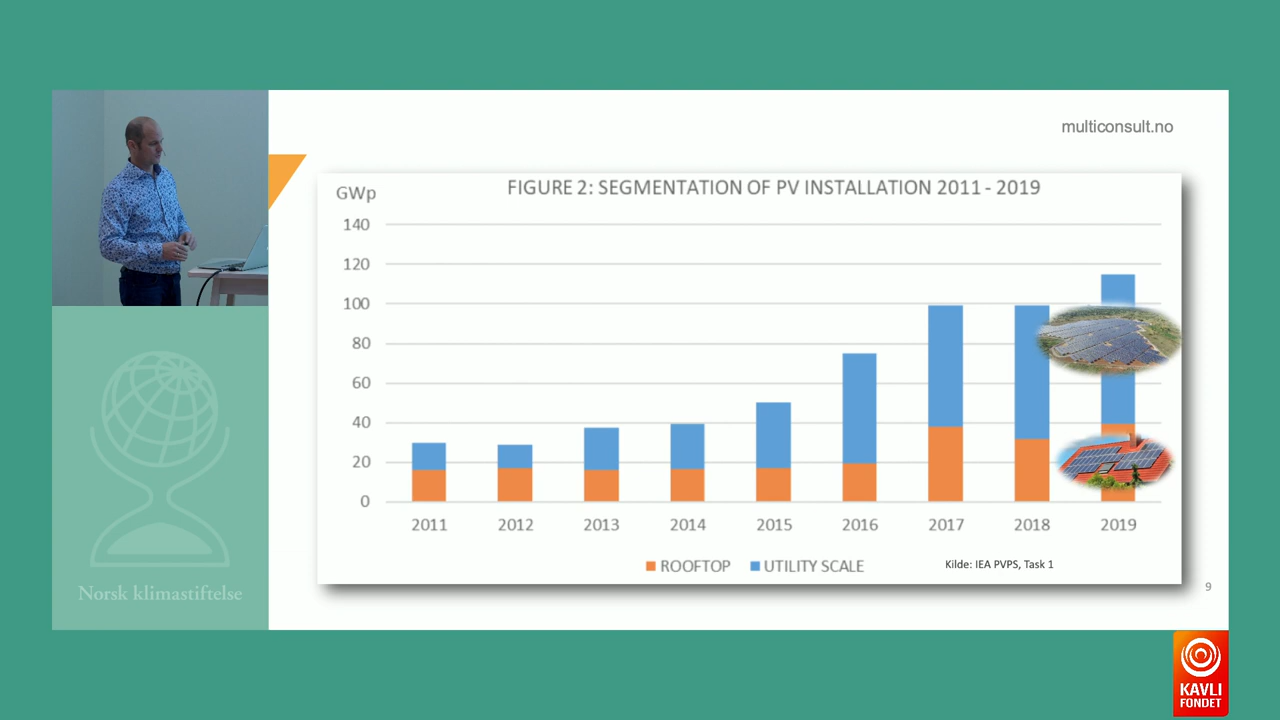 multiconsult.no
FIGURE 2: SEGMENTATION OF PV INSTALLATION 2011 - 2019
GWp
140
120
100
80
60
40
20
0
2011 2012 2013 2014 2015 2016 2017 2018 2019
ROOFTOP UTILITY SCALE
Kilde: IEA PVPS, Task 1
9
Norsk klimastiftelse
KAVLI
FONDET